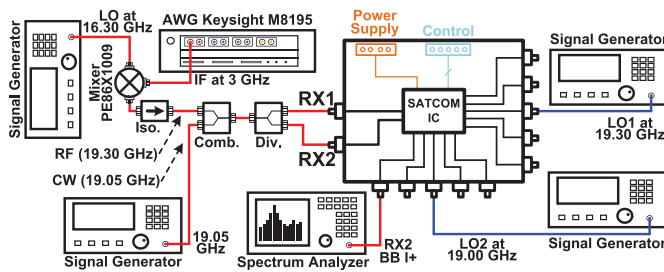 LO at
16.30 GHz
AWG Keysight M8195
IF at 3 GHz
Signal Generator
Mixer
PE86X1009
Iso.
RF (19.30 GHz)
CW (19.05 GHz)
Comb.
Div.
RX1
RX2
Power
Supply
Control
SATCOM
IC
Signal Generator
LO1 at
19.30 GHz
19.05
GHz
Signal Generator
Spectrum Analyzer
RX2
BB I+
LO2 at
19.00 GHz
Signal Generator